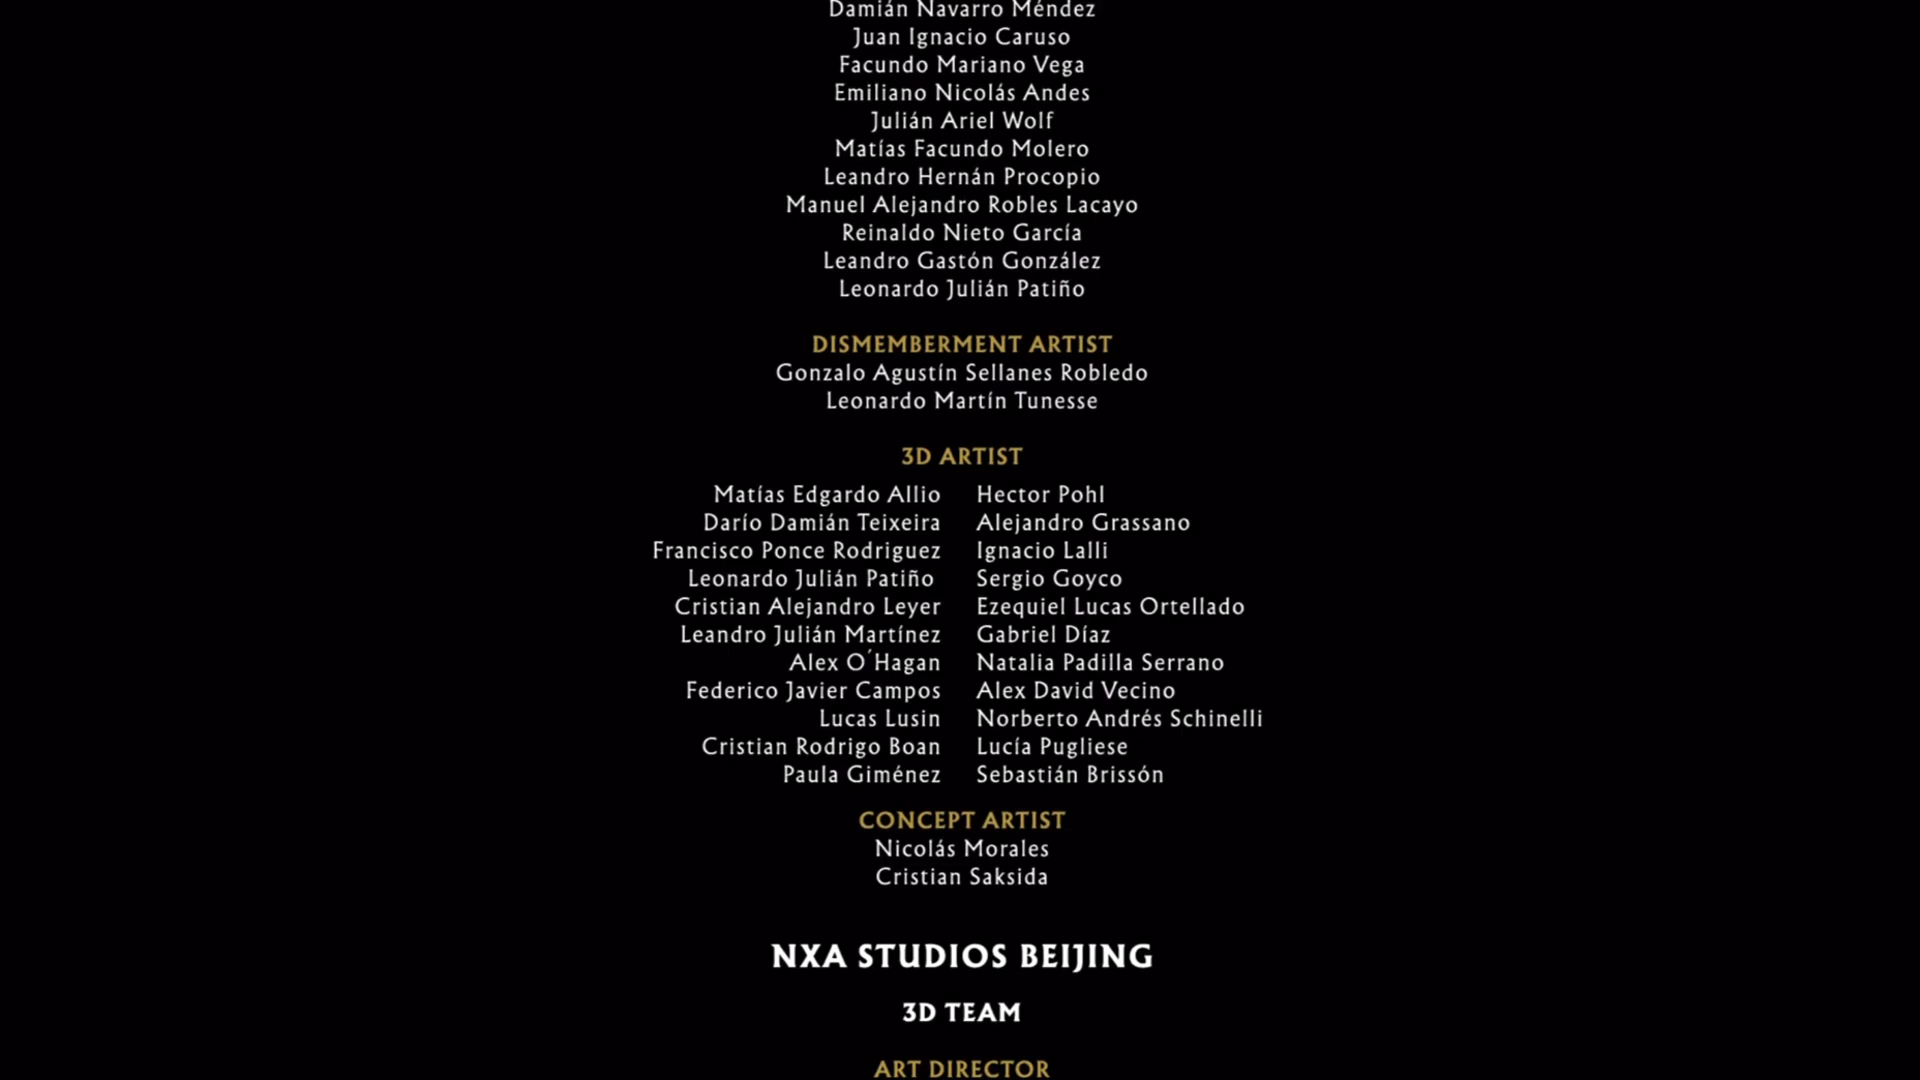 Damián Navarro Méndez
Juan Ignacio Caruso
Facundo Mariano Vega
Emiliano Nicolás Andes
Julián Ariel Wolf
Matías Facundo Molero
Leandro Hernán Procopio
Manuel Alejandro Robles Lacayo
Reinaldo Nieto García
Leandro Gastón González
Leonardo Julián Patiño
DISMEMBERMENT ARTIST
Gonzalo Agustín Sellanes Robledo
Leonardo Martín Tunesse
3D ARTIST
Matías Edgardo Allio Hector Pohl
Darío Damián Teixeira Alejandro Grassano
Francisco Ponce Rodriguez Ignacio Lalli
Leonardo Julián Patiño Sergio Goyco
Cristian Alejandro Leyer Ezequiel Lucas Ortellado
Leandro Julián Martínez Gabriel Díaz
Alex O´Hagan Natalia Padilla Serrano
Federico Javier Campos Alex David Vecino
Lucas Lusin Norberto Andrés Schinelli
Cristian Rodrigo Boan Lucía Pugliese
Paula Giménez Sebastián Brissón
CONCEPT ARTIST
Nicolás Morales
Cristian Saksida
NXA STUDIOS BEIJING
3D TEAM
ART DIRECTOR